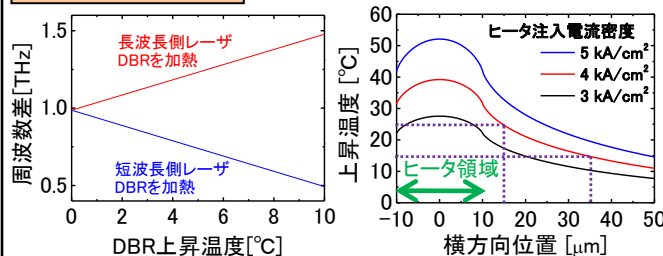 1.5
1.0
0.5
周波数差[THz]
長波長側レーザ
DBRを加熱
短波長側レーザ
DBRを加熱
0 2 4 6 8 10
DBR上昇温度[℃]
60
50
40
30
20
10
0
上昇温度 [℃]
ヒータ注入電流密度
5 kA/cm²
4 kA/cm²
3 kA/cm²
ヒータ領域
-10 0 10 20 30 40 50
横方向位置 [μm]